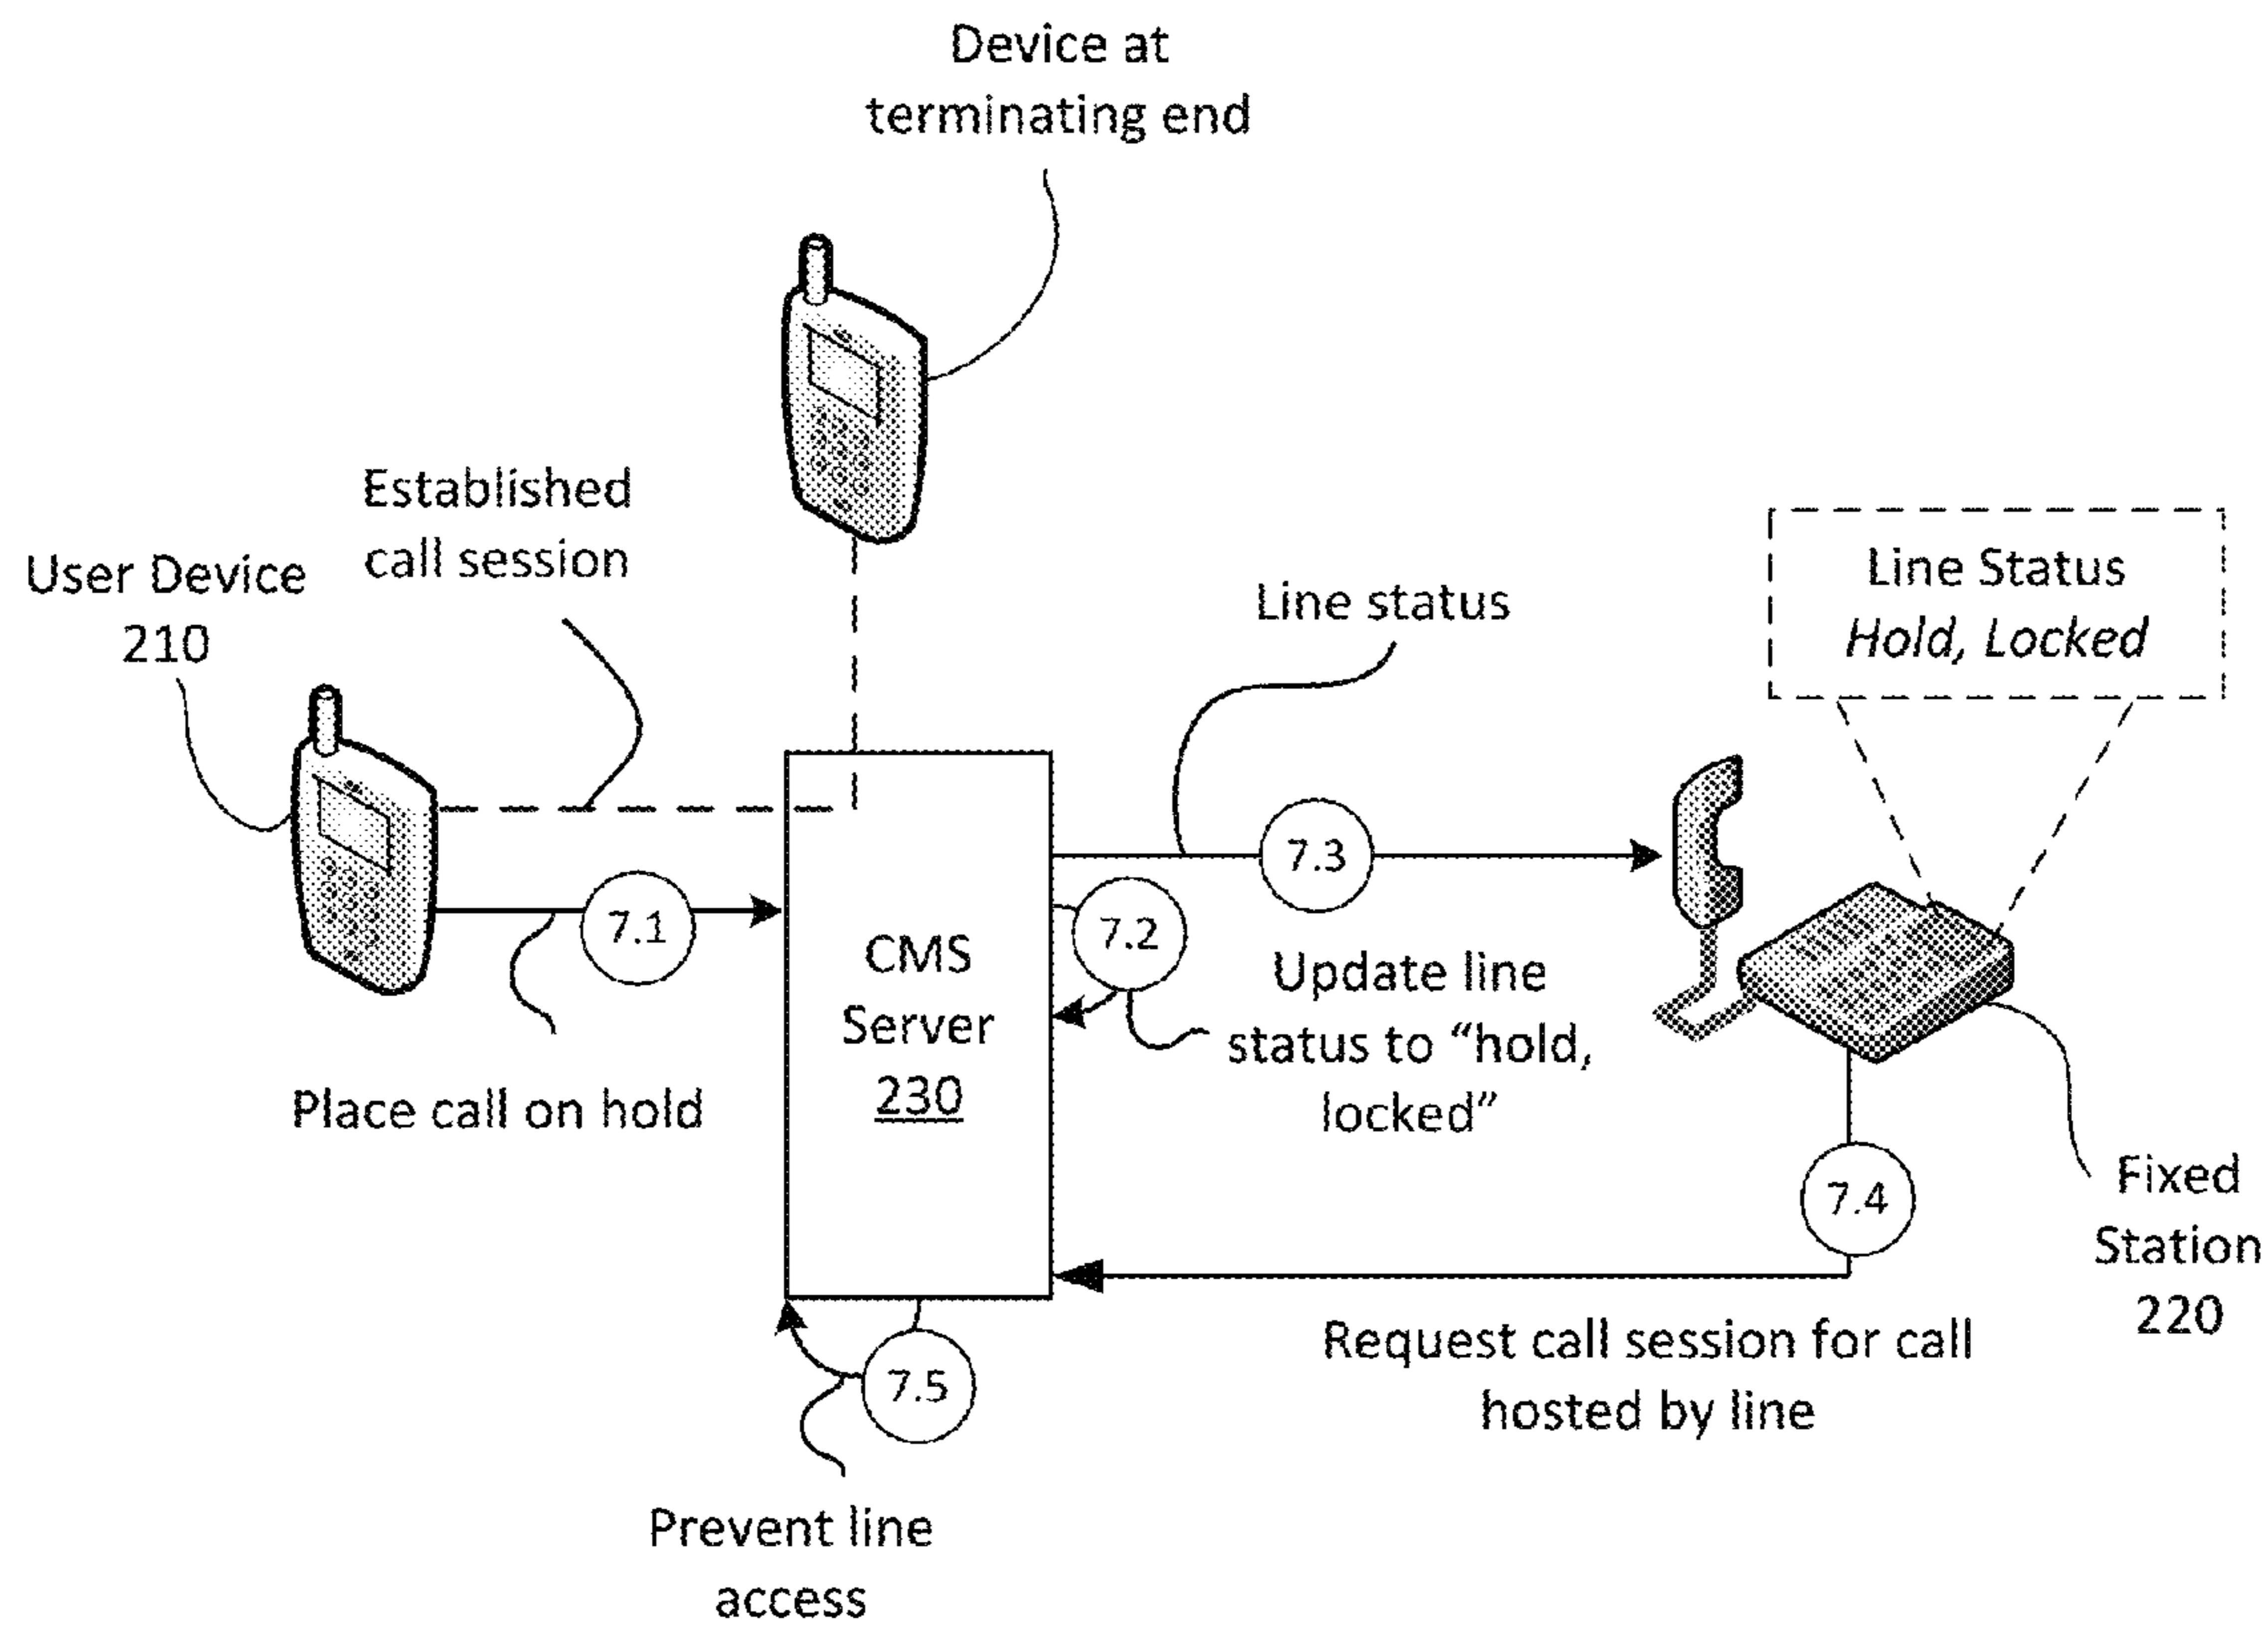 Device at
terminating end
Established
call session
User Device
210
Line status
Line Status
Hold, Locked
7.3
7.1
7.2
CMS
Server
230
Update line
status to “hold,
locked”
Place call on hold
7.4
Fixed
Station
220
Request call session for call
hosted by line
7.5
Prevent line
access